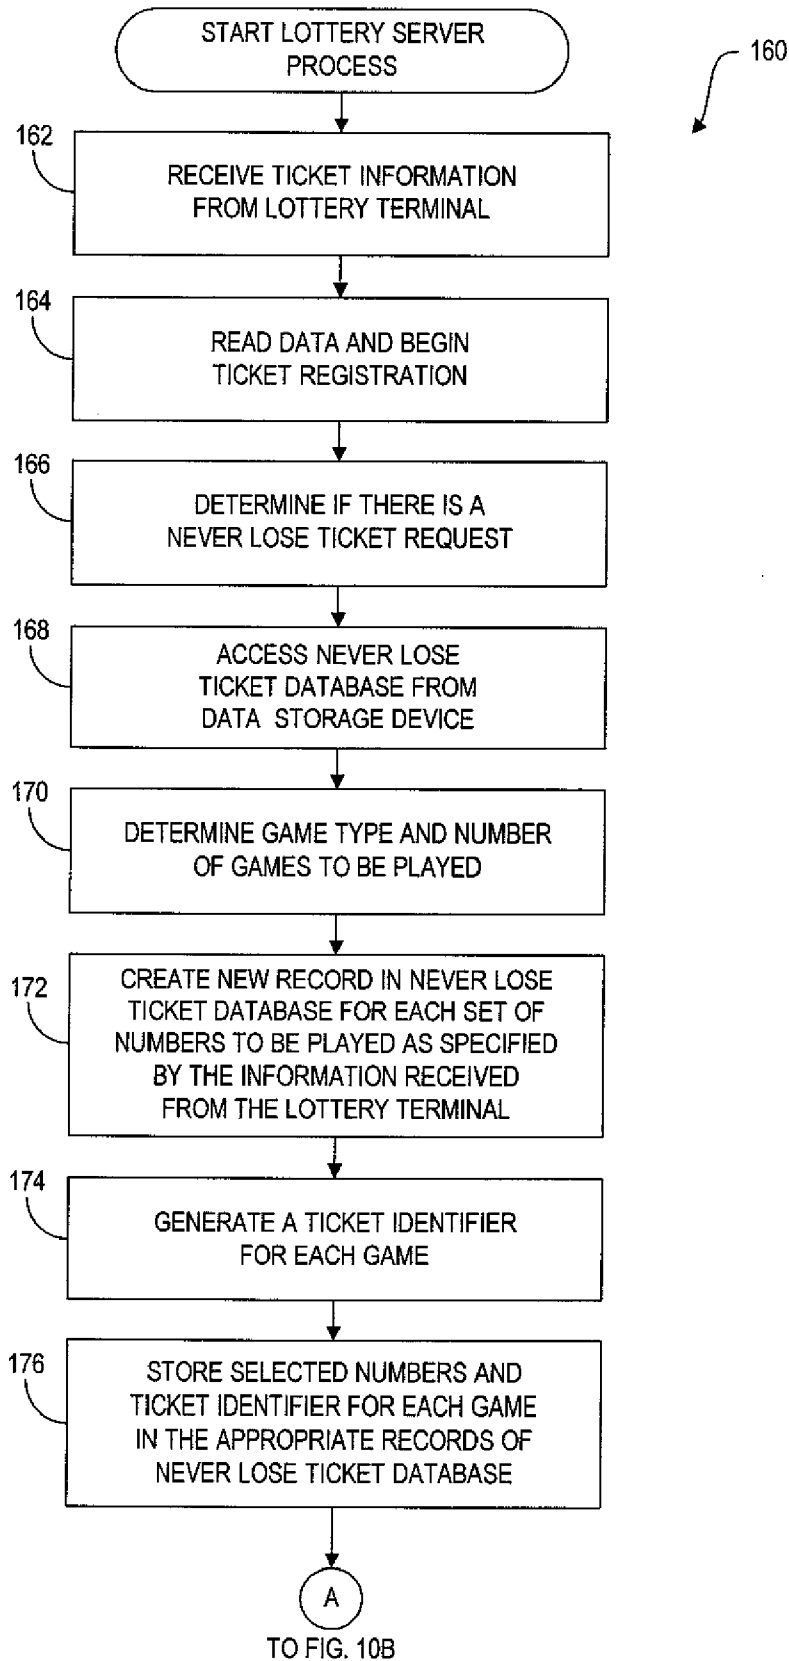 START LOTTERY SERVER
PROCESS
160
162
RECEIVE TICKET INFORMATION
FROM LOTTERY TERMINAL
164
READ DATA AND BEGIN
TICKET REGISTRATION
166
DETERMINE IF THERE IS A
NEVER LOSE TICKET REQUEST
168
ACCESS NEVER LOSE
TICKET DATABASE FROM
DATA STORAGE DEVICE
170
DETERMINE GAME TYPE AND NUMBER
OF GAMES TO BE PLAYED
172
CREATE NEW RECORD IN NEVER LOSE
TICKET DATABASE FOR EACH SET OF
NUMBERS TO BE PLAYED AS SPECIFIED
BY THE INFORMATION RECEIVED
FROM THE LOTTERY TERMINAL
174
GENERATE A TICKET IDENTIFIER
FOR EACH GAME
176
STORE SELECTED NUMBERS AND
TICKET IDENTIFIER FOR EACH GAME
IN THE APPROPRIATE RECORDS OF
NEVER LOSE TICKET DATABASE
A
TO FIG. 10B